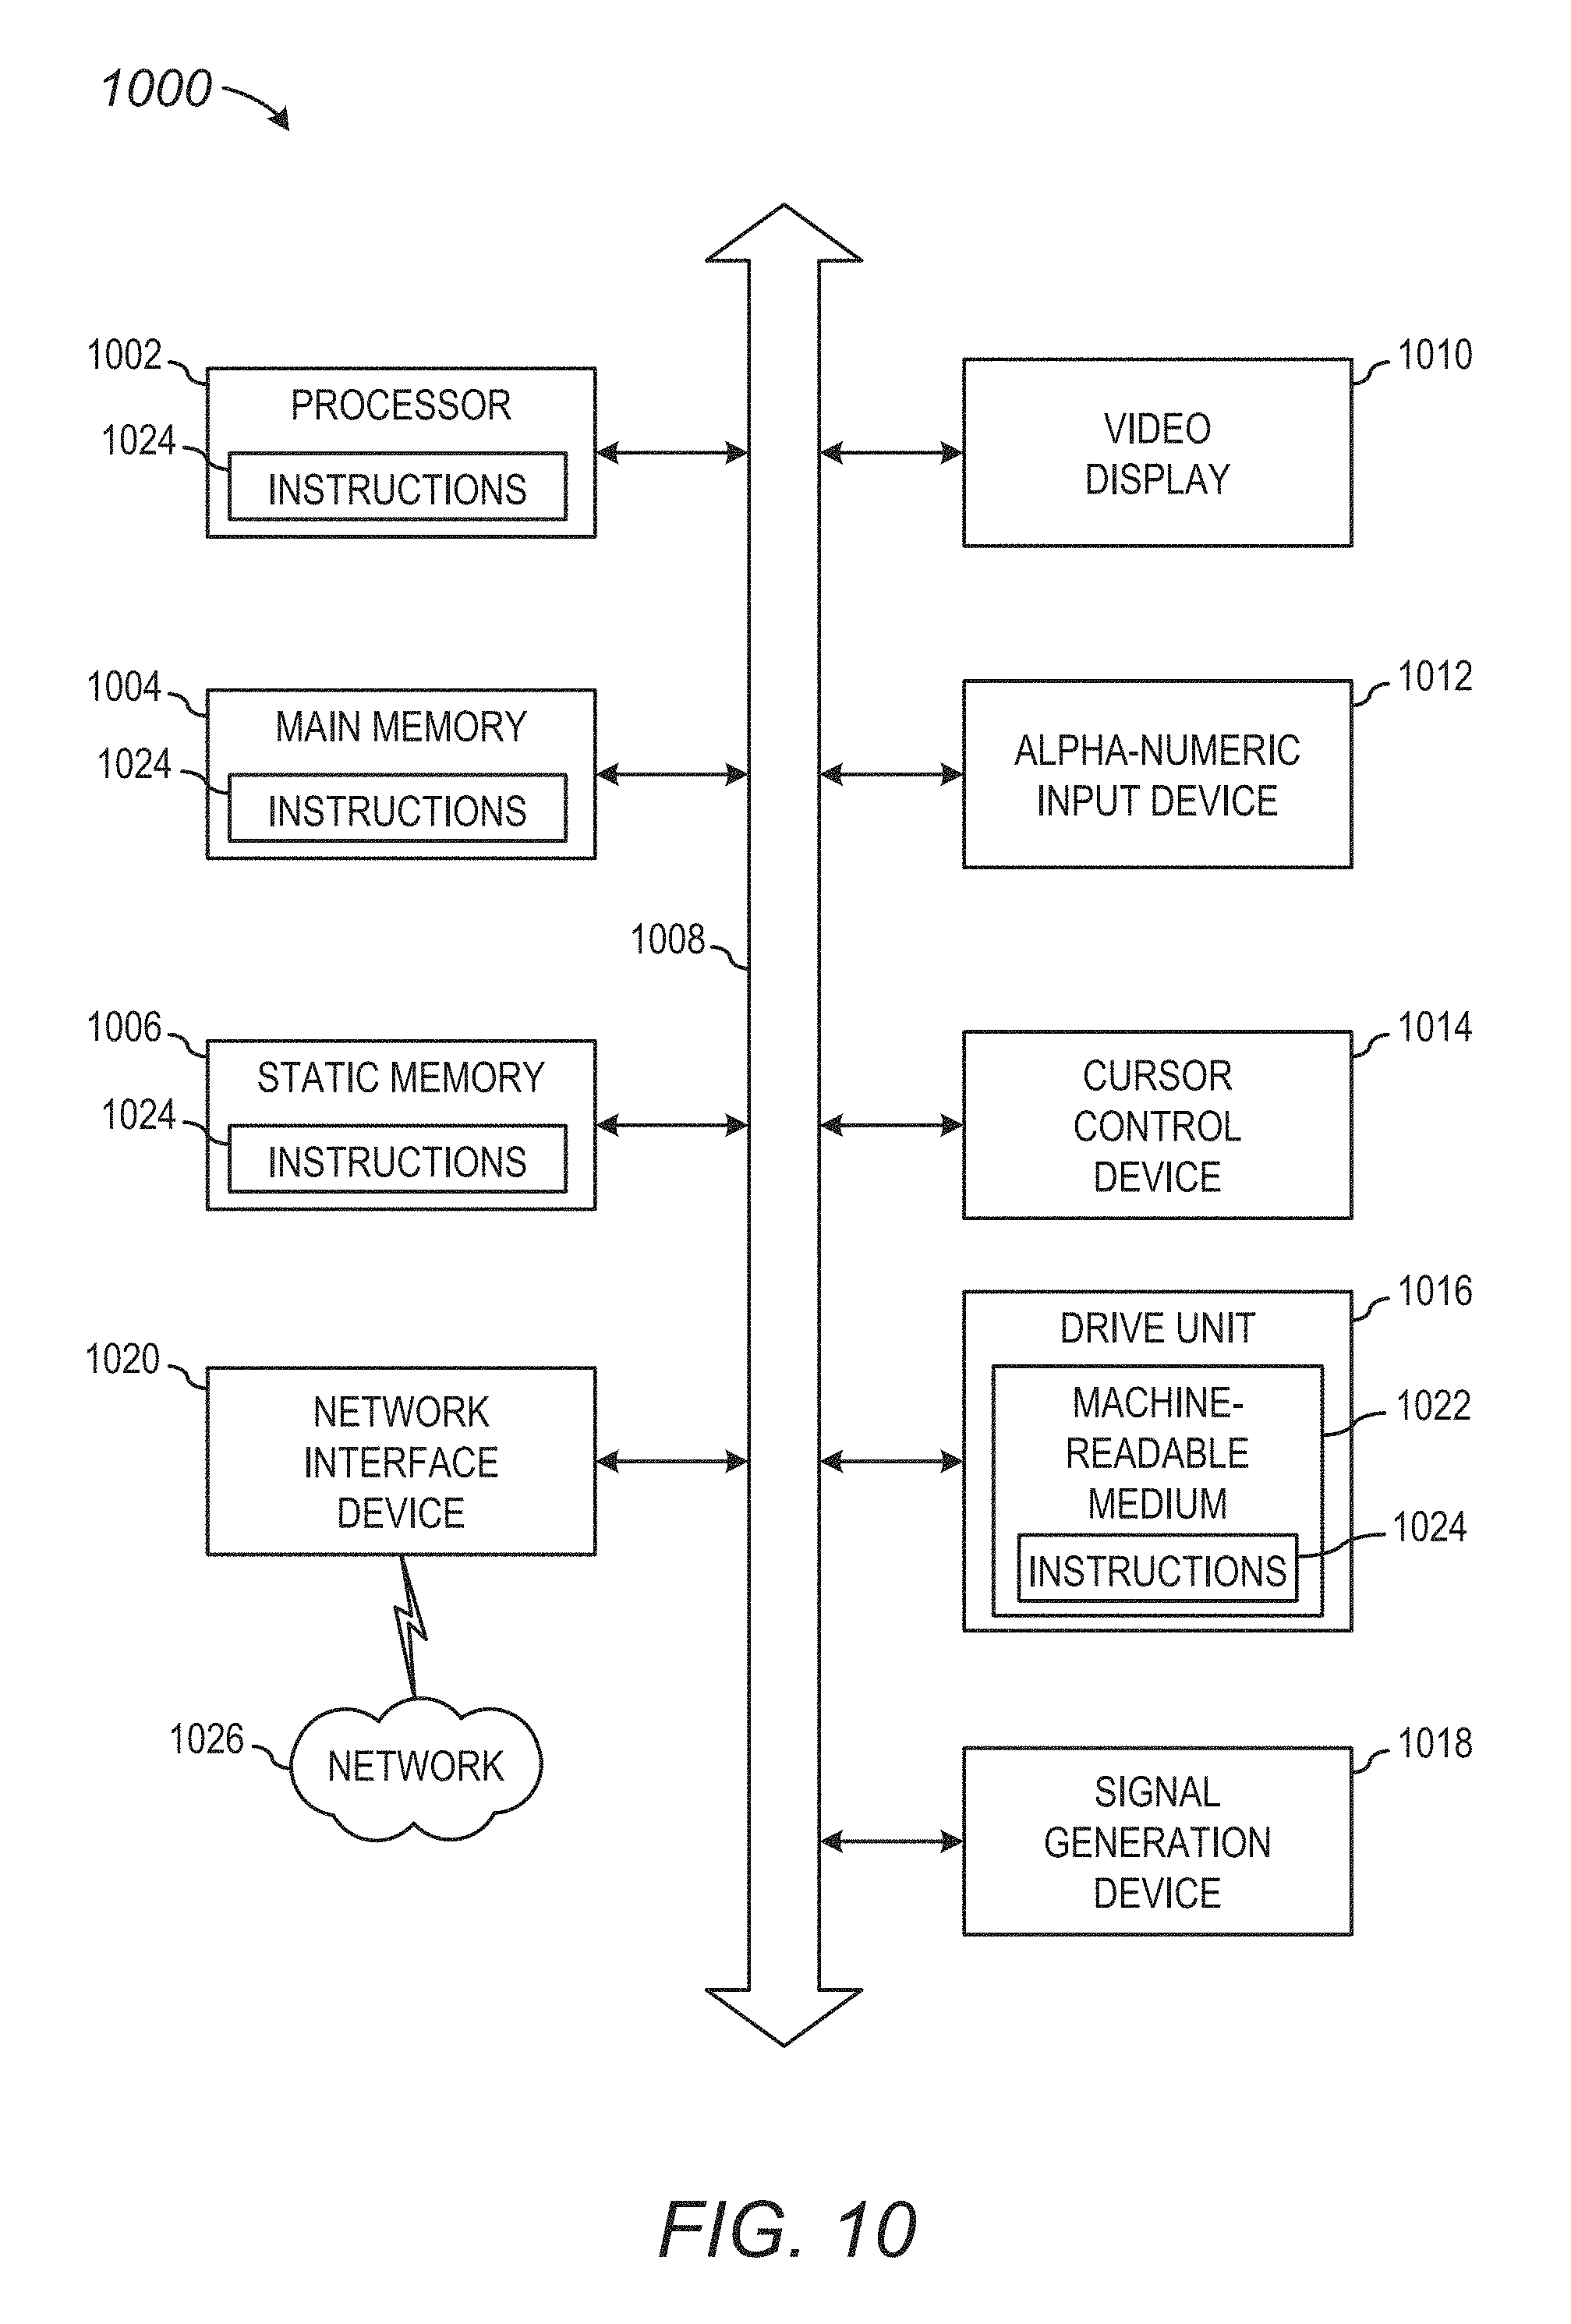 1000
1002
PROCESSOR
1024
INSTRUCTIONS
1004
MAIN MEMORY
1024
INSTRUCTIONS
1008
1006
STATIC MEMORY
1024
INSTRUCTIONS
1020
NETWORK
INTERFACE
DEVICE
1026
NETWORK
1010
VIDEO
DISPLAY
1012
ALPHA-NUMERIC
INPUT DEVICE
1014
CURSOR
CONTROL
DEVICE
1016
DRIVE UNIT
1022
MACHINE-
READABLE
MEDIUM
1024
INSTRUCTIONS
1018
SIGNAL
GENERATION
DEVICE
FIG. 10